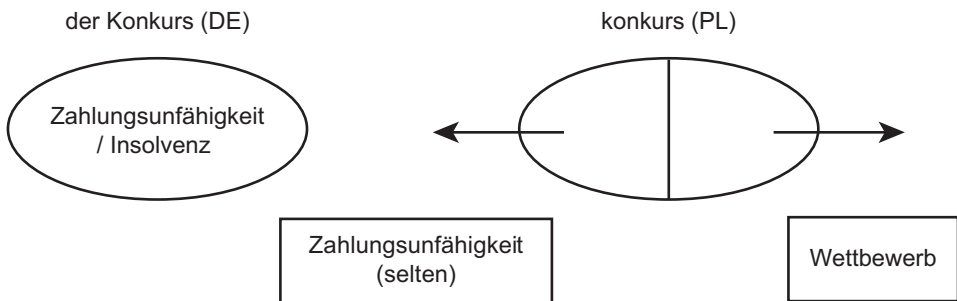 der Konkurs (DE)
konkurs (PL)
Zahlungsunfähigkeit
/ Insolvenz
Zahlungsunfähigkeit
(selten)
Wettbewerb